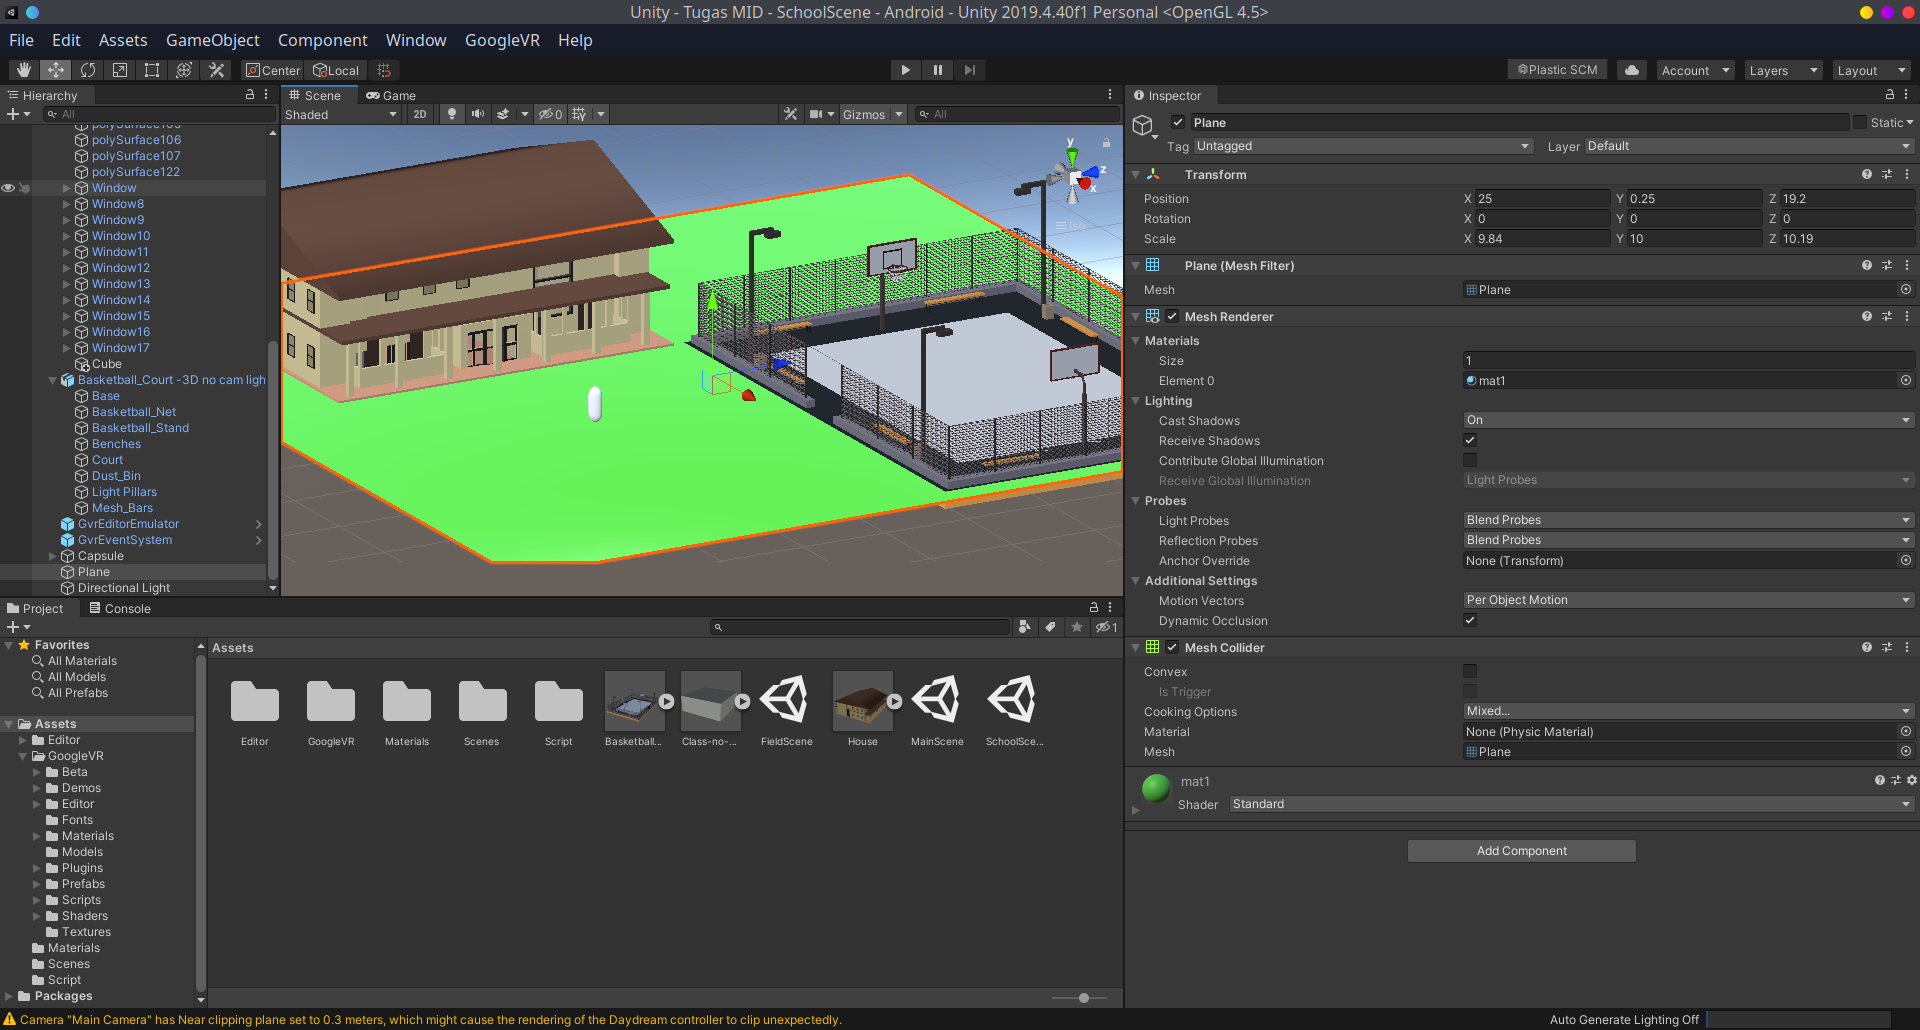 Unity - Tugas MID - SchoolScene - Android - Unity 2019.4.40f1 Personal <OpenGL 4.5>
File Edit Assets GameObject Component Window GoogleVR Help
Center Local Plastic SCM Account Layers Layout
Hierarchy
All
polySurface105
polySurface106
polySurface107
polySurface122
Window
Window8
Window9
Window10
Window11
Window12
Window13
Window14
Window15
Window16
Window17
Cube
Basketball_Court -3D no cam ligh
Base
Basketball_Net
Basketball_Stand
Benches
Court
Dust_Bin
Light Pillars
Mesh_Bars
GvrEditorEmulator
GvrEventSystem
Capsule
Plane
Directional Light
Scene Game
Shaded 2D 0 Gizmos All
y
z
x
Iso
Project Console
1
Favorites
All Materials
All Models
All Prefabs
Assets
Editor
GoogleVR
Beta
Demos
Editor
Fonts
Materials
Models
Plugins
Prefabs
Scripts
Shaders
Textures
Materials
Scenes
Script
Packages
Assets
Editor GoogleVR Materials Scenes Script Basketball... Class-no-... FieldScene House MainScene SchoolSce...
Inspector
Plane Static
Tag Untagged Layer Default
Transform
Position X 25 Y 0.25 Z 19.2
Rotation X 0 Y 0 Z 0
Scale X 9.84 Y 10 Z 10.19
Plane (Mesh Filter)
Mesh Plane
Mesh Renderer
Materials
Size 1
Element 0 mat1
Lighting
Cast Shadows On
Receive Shadows
Contribute Global Illumination
Receive Global Illumination Light Probes
Probes
Light Probes Blend Probes
Reflection Probes Blend Probes
Anchor Override None (Transform)
Additional Settings
Motion Vectors Per Object Motion
Dynamic Occlusion
Mesh Collider
Convex
Is Trigger
Cooking Options Mixed...
Material None (Physic Material)
Mesh Plane
mat1
Shader Standard
Add Component
Camera "Main Camera" has Near clipping plane set to 0.3 meters, which might cause the rendering of the Daydream controller to clip unexpectedly.
Auto Generate Lighting Off